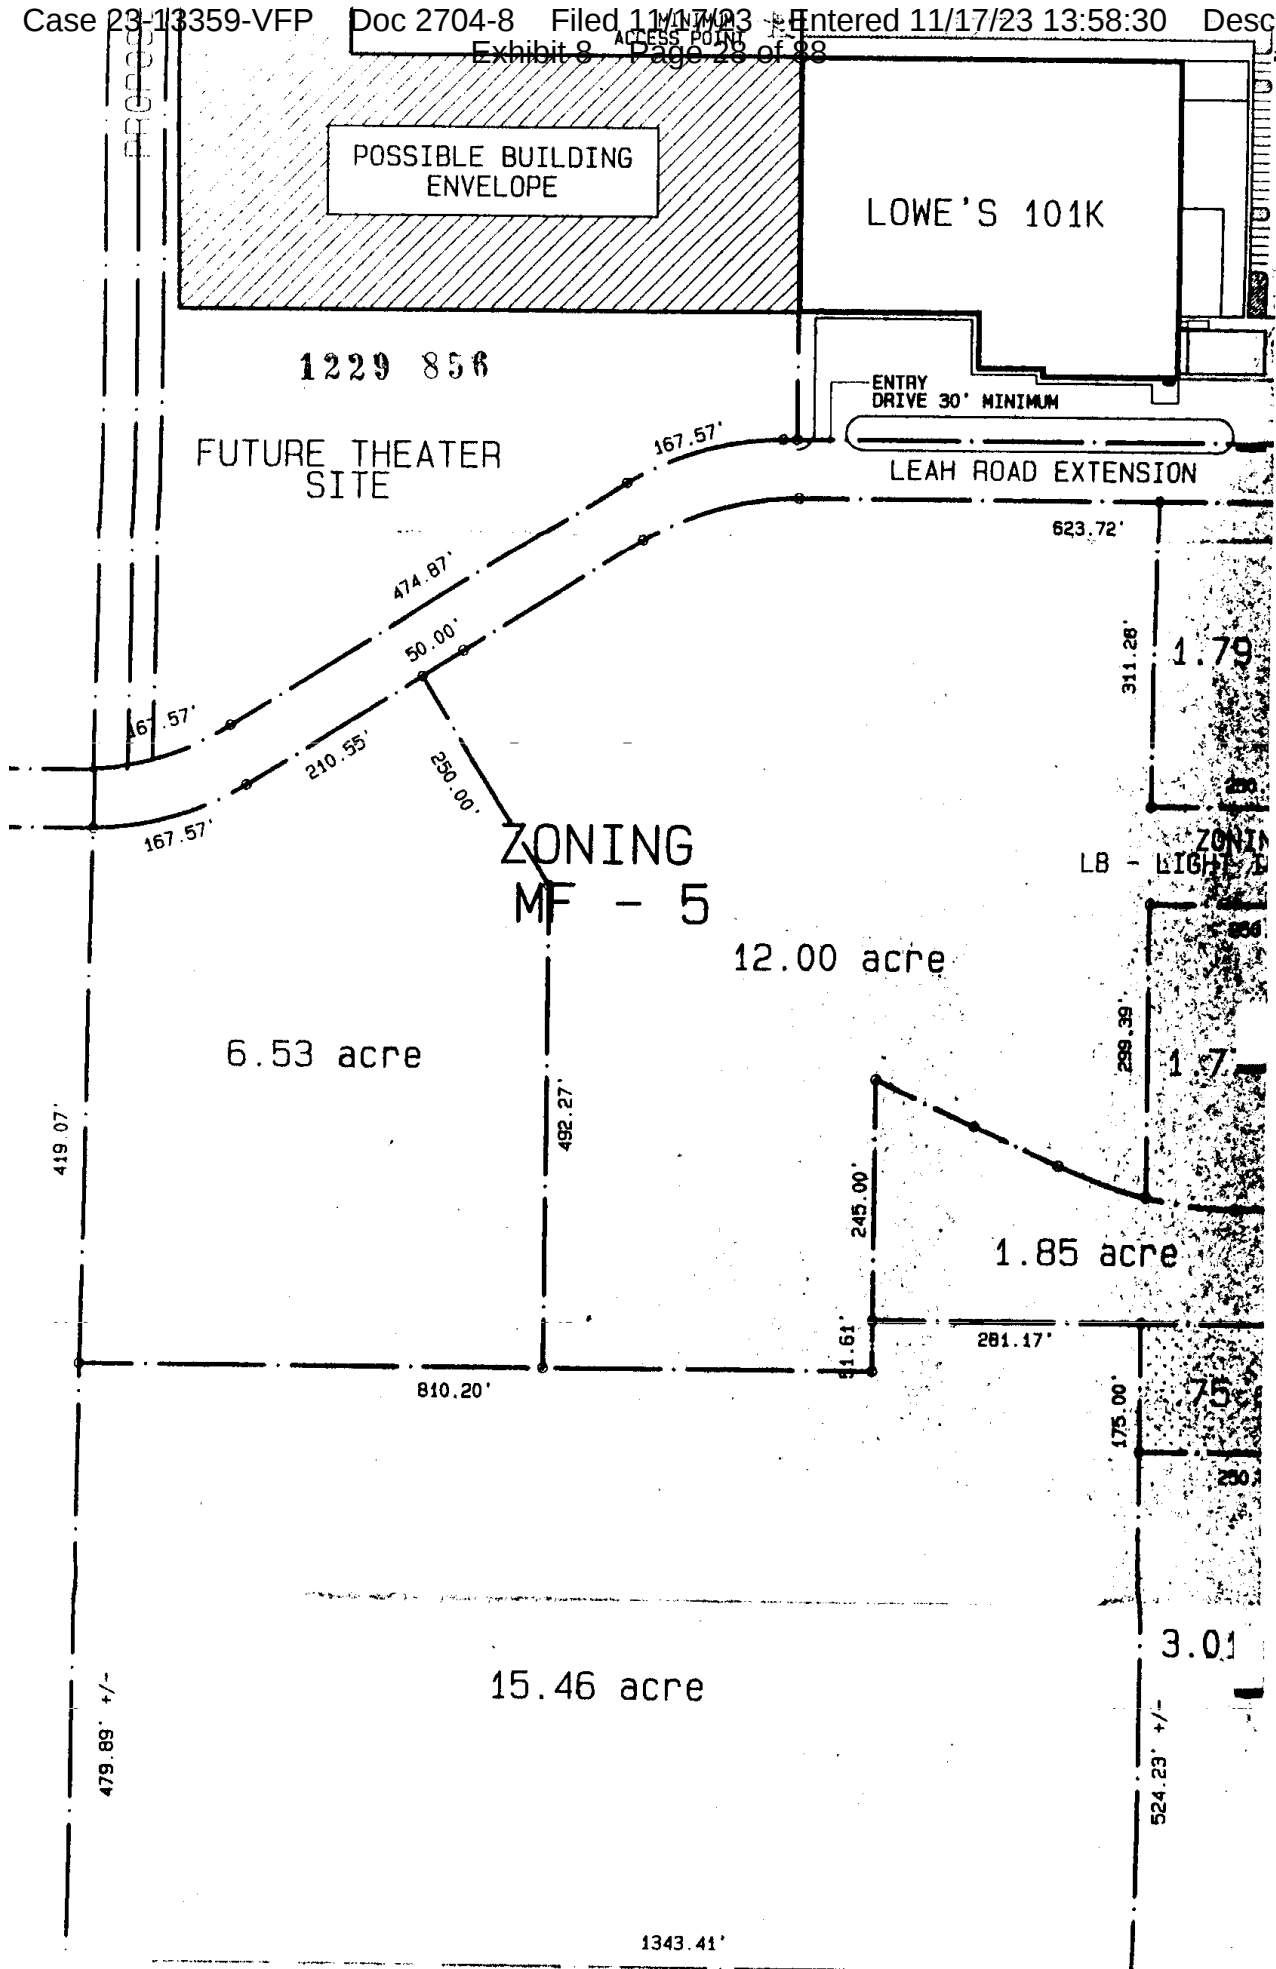 Case 23-13359-VFP Doc 2704-8 Filed 11/17/23 Entered 11/17/23 13:58:30 Desc
Exhibit 8 Page 28 of 88
MINIMUM
ACCESS POINT
POSSIBLE BUILDING
ENVELOPE
LOWE'S 101K
1229 856
ENTRY
DRIVE 30' MINIMUM
FUTURE THEATER
SITE
167.57'
LEAH ROAD EXTENSION
623.72'
474.87'
50.00'
311.28'
1.79
167.57'
210.55'
250.00'
167.57'
ZONING
MF - 5
L8 - LIGHT
12.00 acre
6.53 acre
299.39'
1.7
419.07'
492.27'
245.00'
1.85 acre
51.61'
281.17'
810.20'
175.00'
75
3.01
15.46 acre
479.89' +/-
524.23' +/-
1343.41'